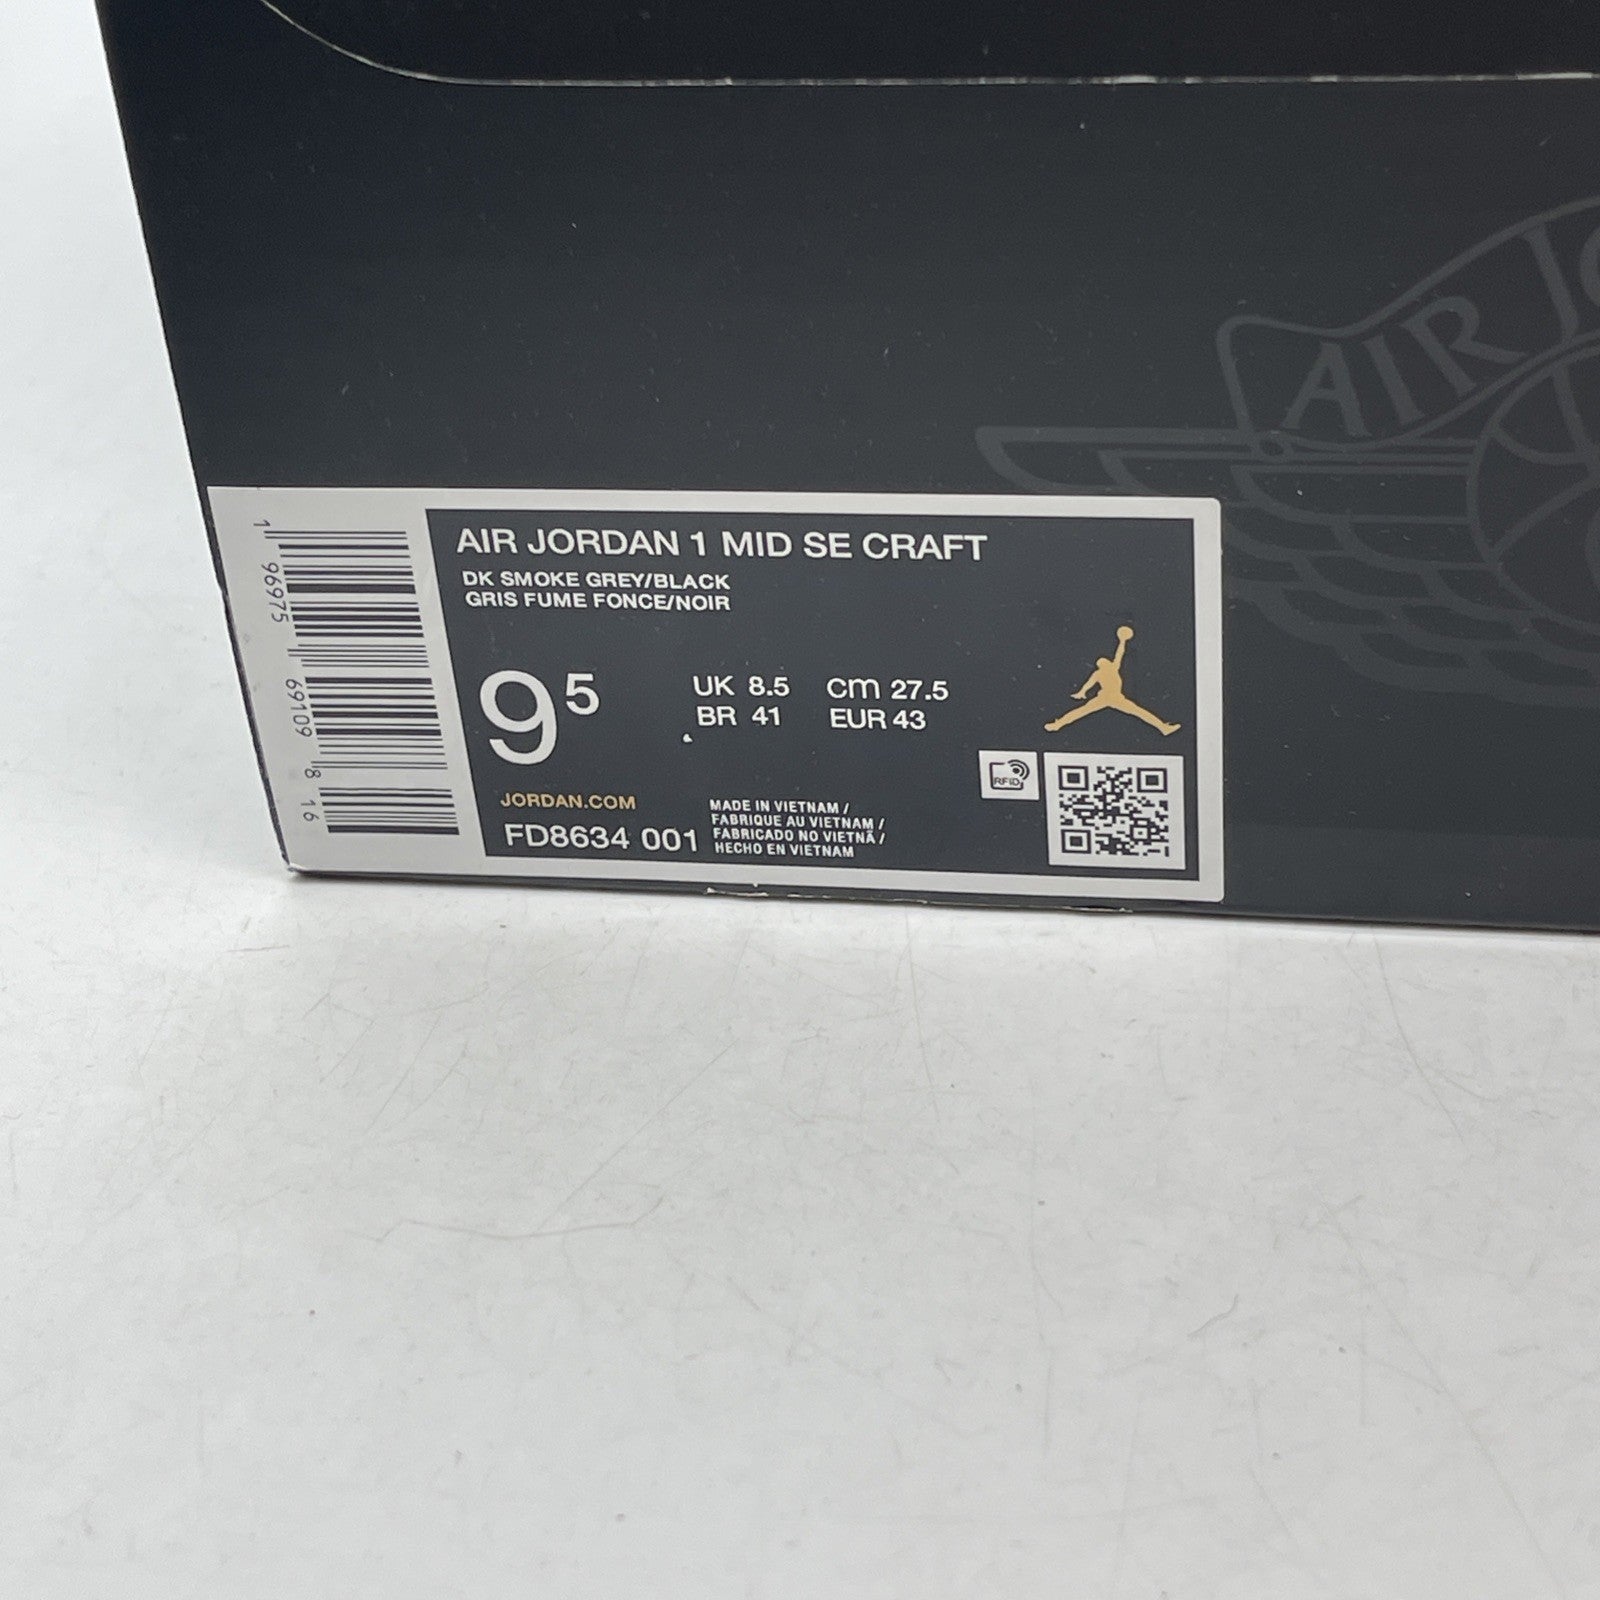 AIR JO
AIR JORDAN 1 MID SE CRAFT
DK SMOKE GREY/BLACK
GRIS FUME FONCE/NOIR
9 5
UK 8.5 cm 27.5
BR 41 EUR 43
RFID
JORDAN.COM
FD8634 001
MADE IN VIETNAM /
FABRIQUE AU VIETNAM /
FABRICADO NO VIETNÃ /
HECHO EN VIETNAM
1 96975 69109 8 16